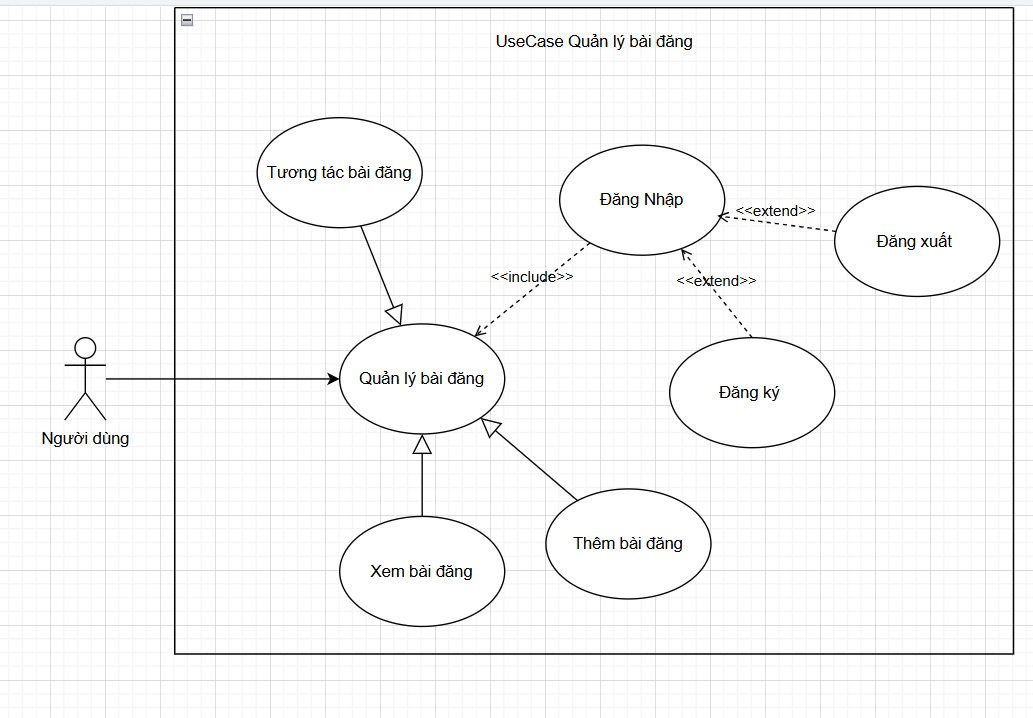 UseCase Quản lý bài đăng
Tương tác bài đăng
Đăng Nhập
<<extend>>
Đăng xuất
<<include>>
<<extend>>
Quản lý bài đăng
Đăng ký
Người dùng
Thêm bài đăng
Xem bài đăng